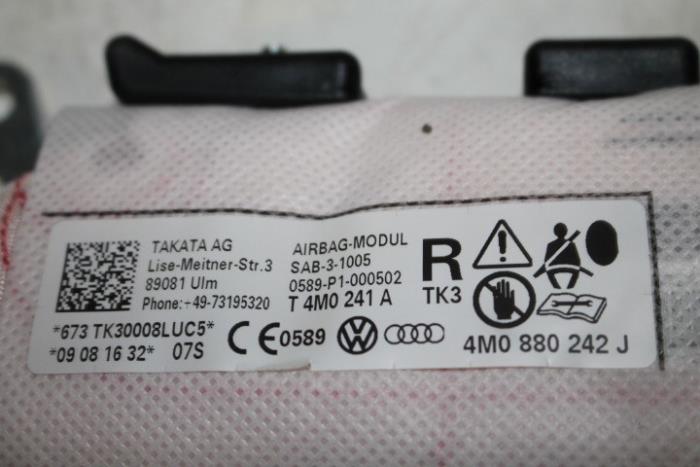 TAKATA AG
Lise-Meitner-Str.3
89081 Ulm
Phone:+49-73195320
AIRBAG-MODUL
SAB-3-1005
0589-P1-000502
T 4M0 241 A
R
TK3
*673 TK30008LUC5*
*09 08 16 32* 07S
CE0589
VW
4M0 880 242 J